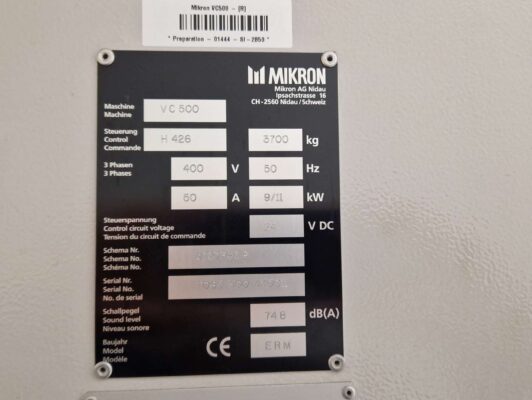 Mikron VC500 - (R)
* Preparation - 01444 - SI-2850 *
MIKRON
Mikron AG Nidau
Ipsachstrasse 16
CH-2560 Nidau/Schweiz
Maschine
Machine
VC 500
Steuerung
Control
Commande
H 426
3700 kg
3 Phasen
3 Phases
400 V
50 Hz
50 A
9/11 kW
Steuerspannung
Control circuit voltage
Tension du circuit de commande
24 V DC
Schema Nr.
Schema No.
Schéma No.
Serial Nr.
Serial No.
No. de serial
Schallpegel
Sound level
Niveau sonore
74 B dB(A)
Baujahr
Model
Modèle
CE
ERM